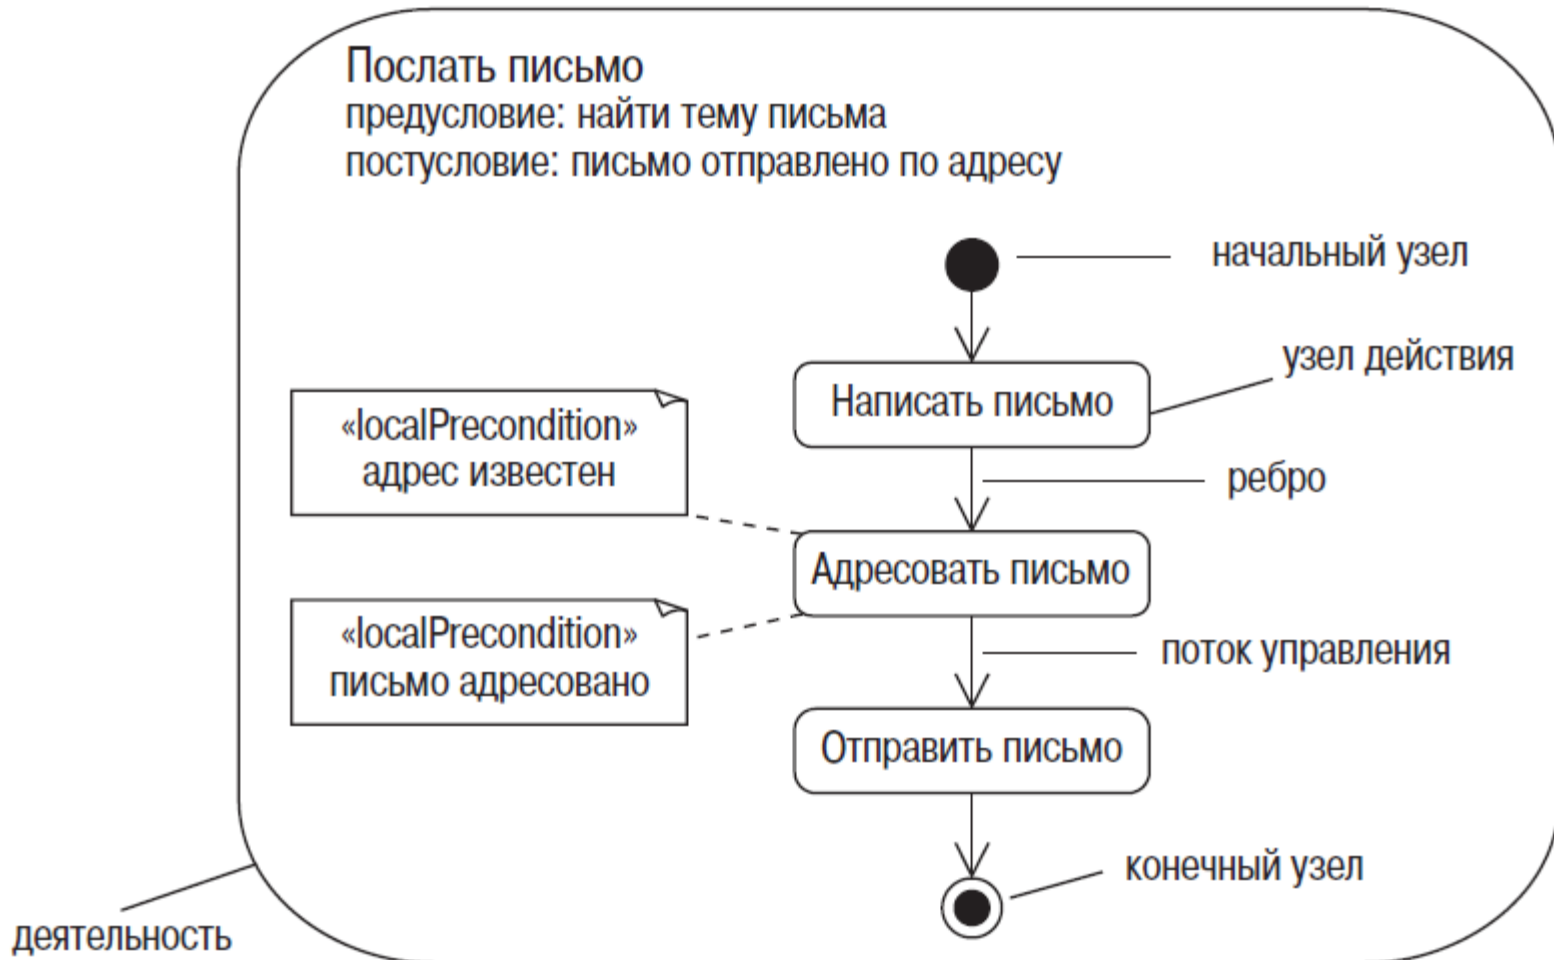 Послать письмо
предусловие: найти тему письма
постусловие: письмо отправлено по адресу
начальный узел
узел действия
Написать письмо
«localPrecondition»
адрес известен
ребро
Адресовать письмо
«localPrecondition»
письмо адресовано
поток управления
Отправить письмо
конечный узел
деятельность